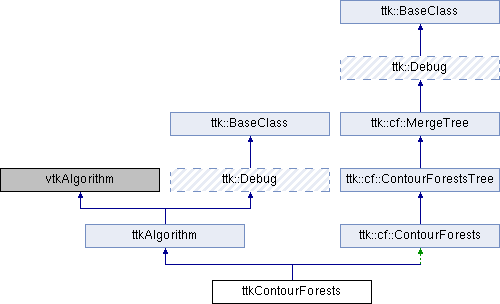 ttk::BaseClass
ttk::Debug
ttk::BaseClass
ttk::cf::MergeTree
vtkAlgorithm
ttk::Debug
ttk::cf::ContourForestsTree
ttkAlgorithm
ttk::cf::ContourForests
ttkContourForests